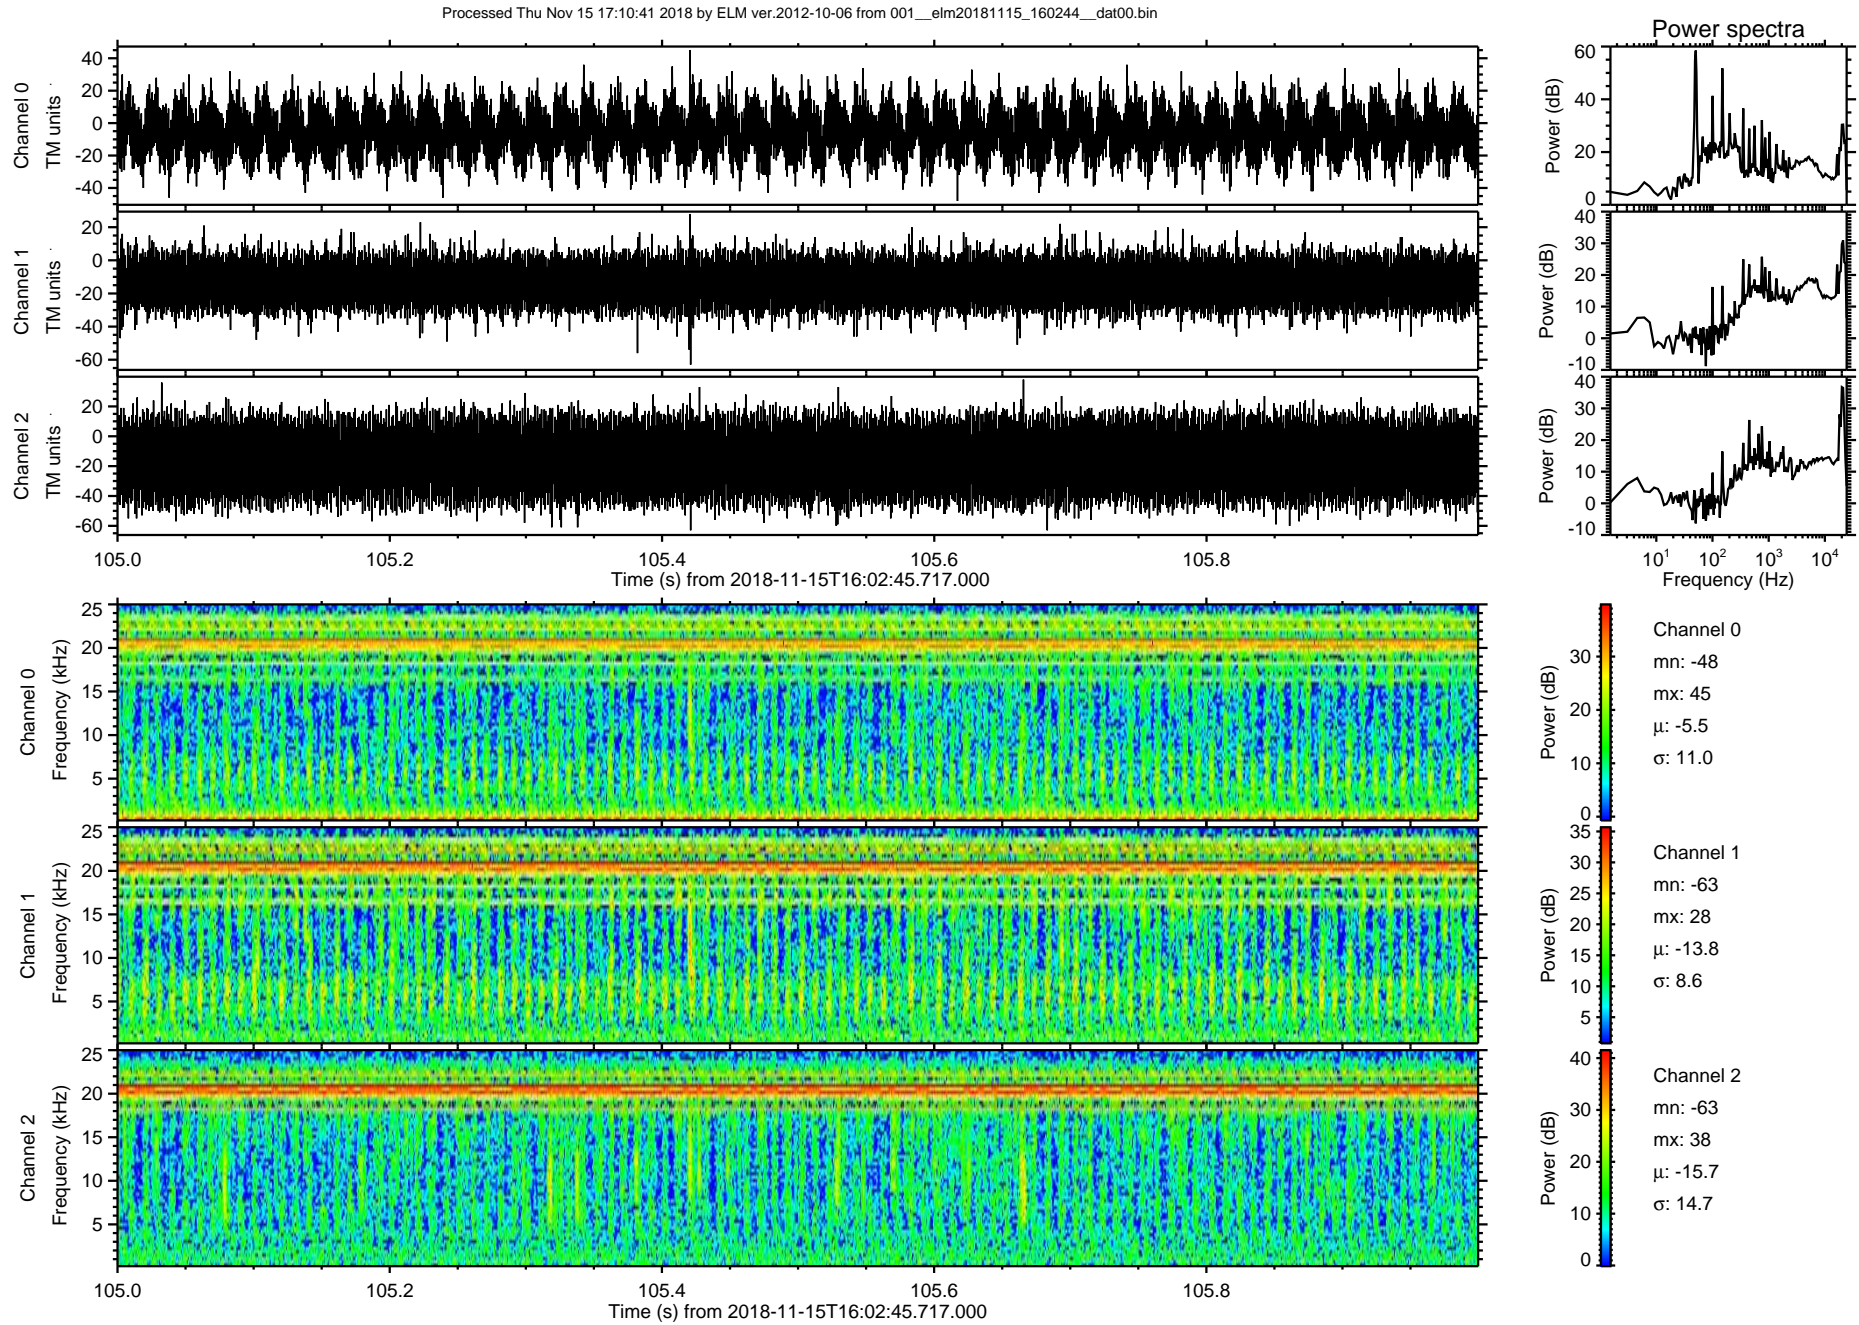 Processed Thu Nov 15 17:10:41 2018 by ELM ver.2012-10-06 from 001__elm20181115_160244__dat00.bin
Power spectra
Channel 0
TM units
40
20
0
-20
-40
Power (dB)
60
40
20
0
Channel 1
TM units
20
0
-20
-40
-60
Power (dB)
40
30
20
10
0
-10
Channel 2
TM units
20
0
-20
-40
-60
Power (dB)
40
30
20
10
0
-10
105.0 105.2 105.4 105.6 105.8
Time (s) from 2018-11-15T16:02:45.717.000
10¹ 10² 10³ 10⁴
Frequency (Hz)
Channel 0
Frequency (kHz)
25
20
15
10
5
Power (dB)
30
20
10
0
Channel 0
mn: -48
mx: 45
µ: -5.5
σ: 11.0
Channel 1
Frequency (kHz)
25
20
15
10
5
Power (dB)
35
30
25
20
15
10
5
Channel 1
mn: -63
mx: 28
µ: -13.8
σ: 8.6
Channel 2
Frequency (kHz)
25
20
15
10
5
Power (dB)
40
30
20
10
0
Channel 2
mn: -63
mx: 38
µ: -15.7
σ: 14.7
105.0 105.2 105.4 105.6 105.8
Time (s) from 2018-11-15T16:02:45.717.000